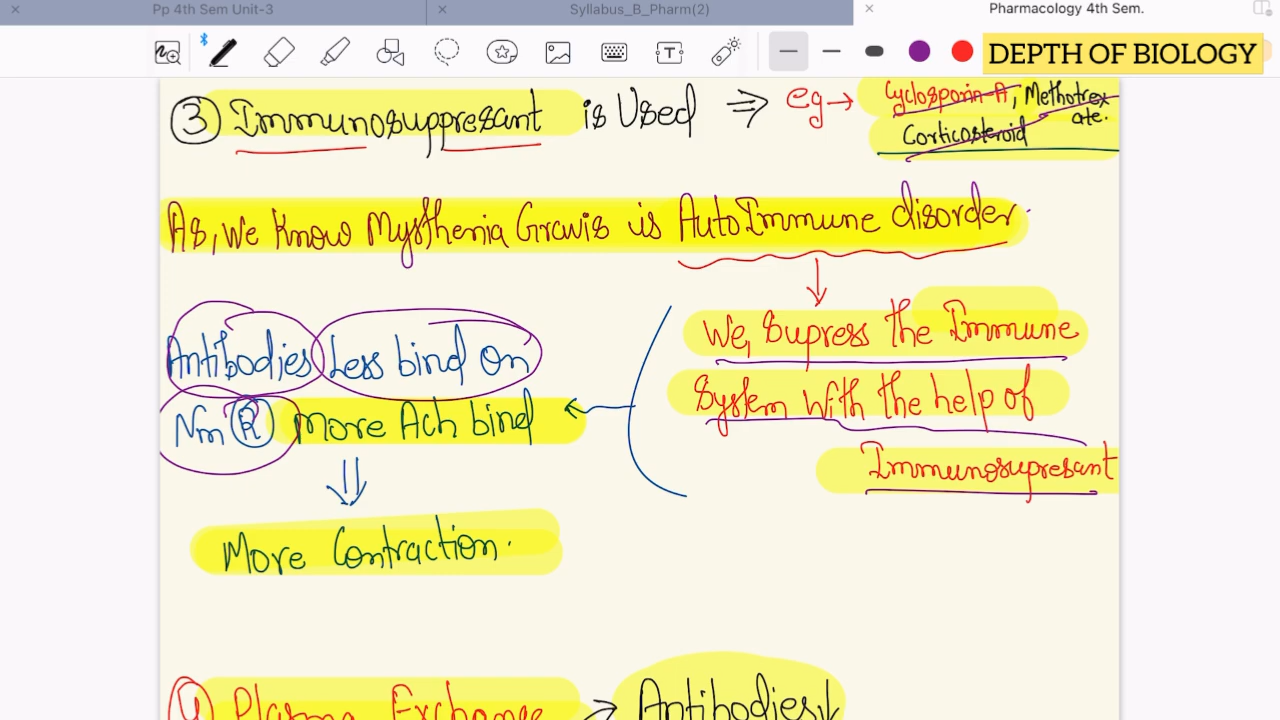 Pp 4th Sem Unit-3
Syllabus_B_Pharm(2)
Pharmacology 4th Sem.
DEPTH OF BIOLOGY
③ Immunosuppresant is Used ⇒ eg→ Cyclosporin-A, Methotrex
ate.
Corticosteroid
As, We Know Mysthenia Gravis is AutoImmune disorder.
↓
We, Supress the Immune
System with the help of
Immunosupresant
Antibodies Less bind On
Nm R more Ach bind ←
⇓
More Contraction.
④ Plasma Exchange → Antibodies↓